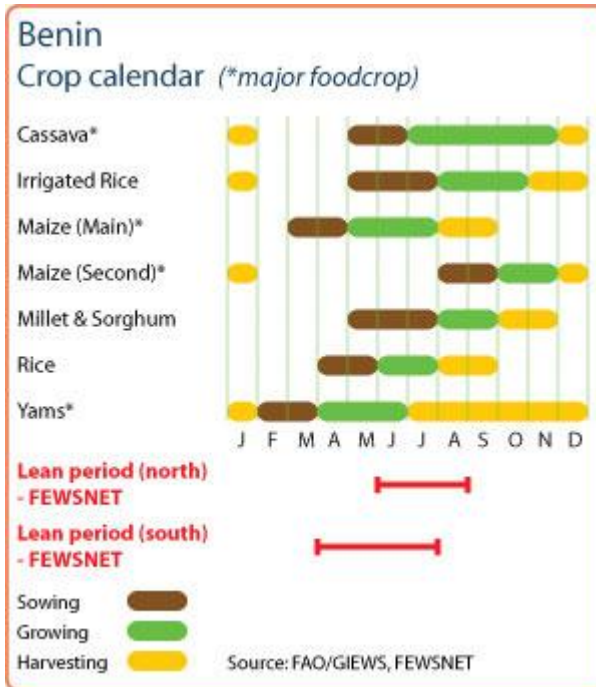 Benin
Crop calendar (*major foodcrop)
Cassava*
Irrigated Rice
Maize (Main)*
Maize (Second)*
Millet & Sorghum
Rice
Yams*
J F M A M J J A S O N D
Lean period (north)
- FEWSNET
Lean period (south)
- FEWSNET
Sowing
Growing
Harvesting
Source: FAO/GIEWS, FEWSNET